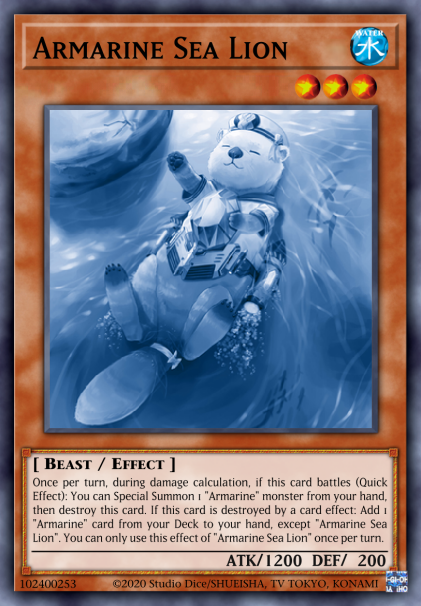 ARMARINE SEA LION
WATER
水
[ BEAST / EFFECT ]
Once per turn, during damage calculation, if this card battles (Quick
Effect): You can Special Summon 1 "Armarine" monster from your hand,
then destroy this card. If this card is destroyed by a card effect: Add 1
"Armarine" card from your Deck to your hand, except "Armarine Sea
Lion". You can only use this effect of "Armarine Sea Lion" once per turn.
ATK/1200 DEF/ 200
102400253 ©2020 Studio Dice/SHUEISHA, TV TOKYO, KONAMI